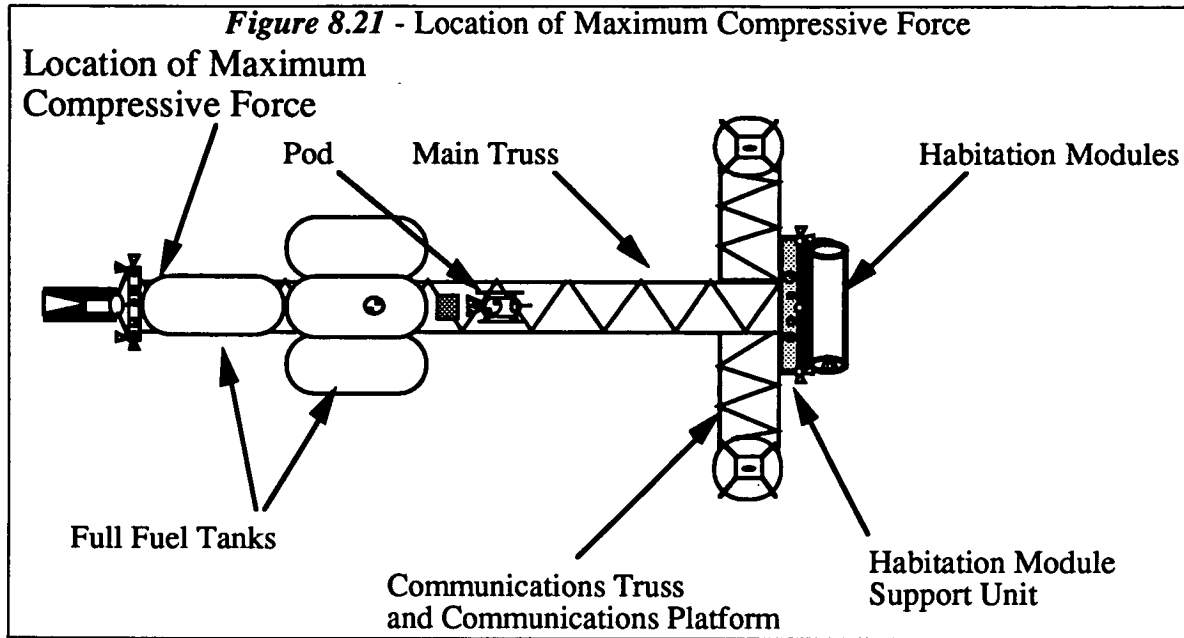 Figure 8.21 - Location of Maximum Compressive Force
Location of Maximum
Compressive Force
Pod
Main Truss
Habitation Modules
Full Fuel Tanks
Communications Truss
and Communications Platform
Habitation Module
Support Unit